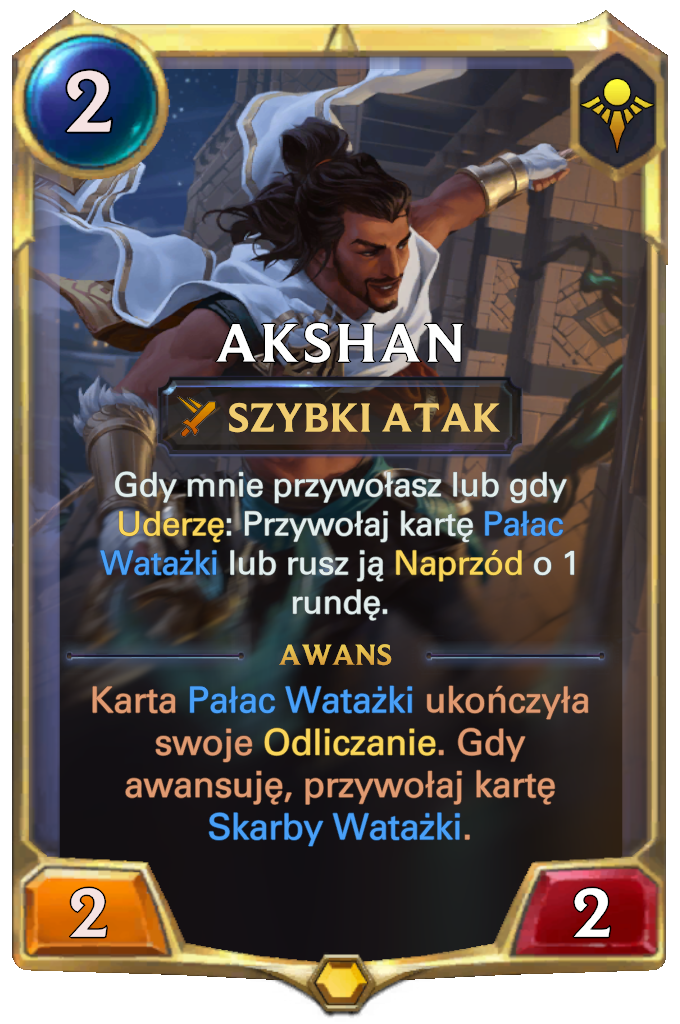 2
AKSHAN
SZYBKI ATAK
Gdy mnie przywołasz lub gdy
Uderzę: Przywołaj kartę Pałac
Watażki lub rusz ją Naprzód o 1
rundę.
AWANS
Karta Pałac Watażki ukończyła
swoje Odliczanie. Gdy
awansuję, przywołaj kartę
Skarby Watażki.
2
2